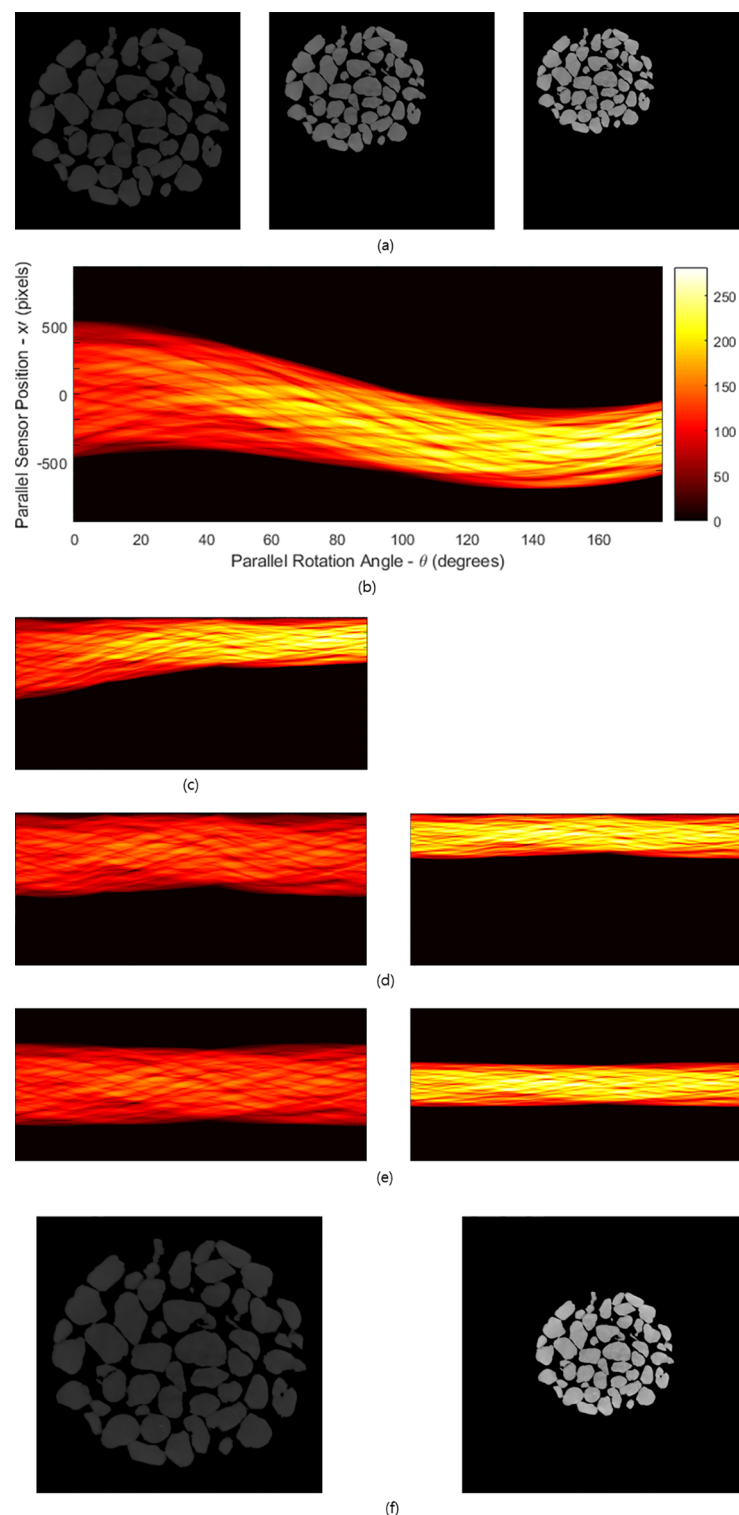 (a)
Parallel Sensor Position - x′ (pixels)
500
0
-500
0 20 40 60 80 100 120 140 160
Parallel Rotation Angle - θ (degrees)
250
200
150
100
50
0
(b)
(c)
(d)
(e)
(f)